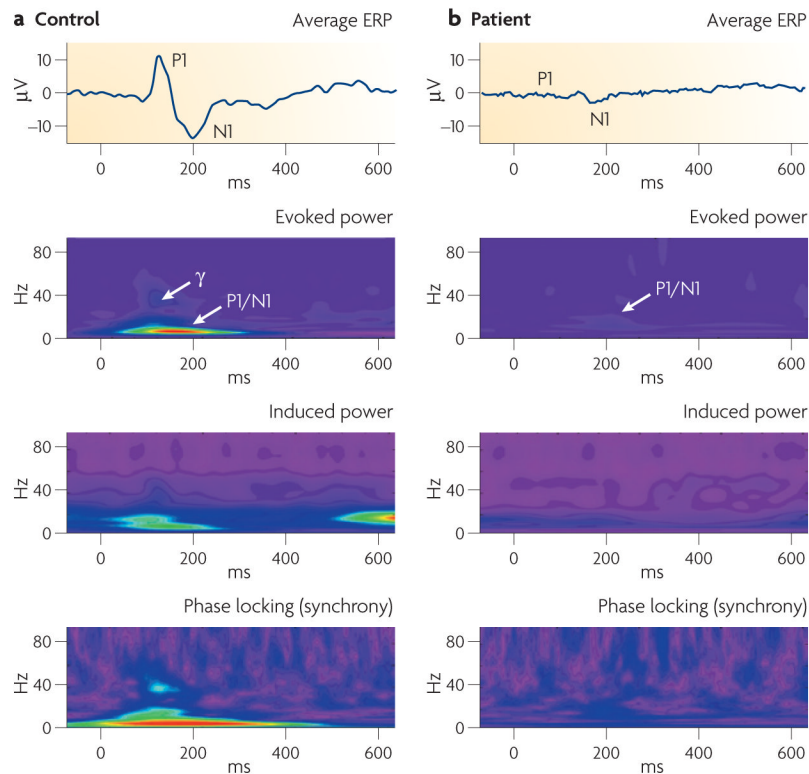 a Control
Average ERP
10
0
−10
μV
P1
N1
0 200 400 600
ms
Evoked power
80
40
0
Hz
γ
P1/N1
0 200 400 600
ms
Induced power
80
40
0
Hz
0 200 400 600
ms
Phase locking (synchrony)
80
40
0
Hz
0 200 400 600
ms
b Patient
Average ERP
10
0
−10
μV
P1
N1
0 200 400 600
ms
Evoked power
80
40
0
Hz
P1/N1
0 200 400 600
ms
Induced power
80
40
0
Hz
0 200 400 600
ms
Phase locking (synchrony)
80
40
0
Hz
0 200 400 600
ms